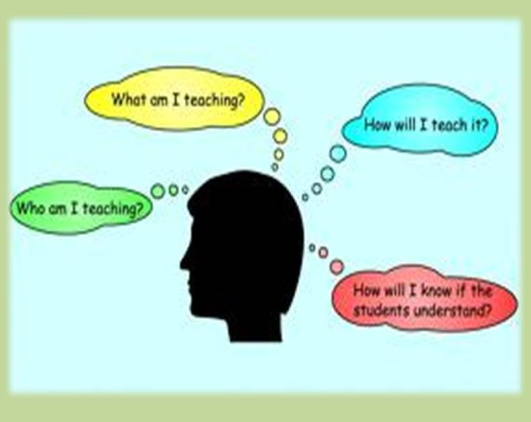 What am I teaching?
How will I teach it?
Who am I teaching?
How will I know if the
students understand?